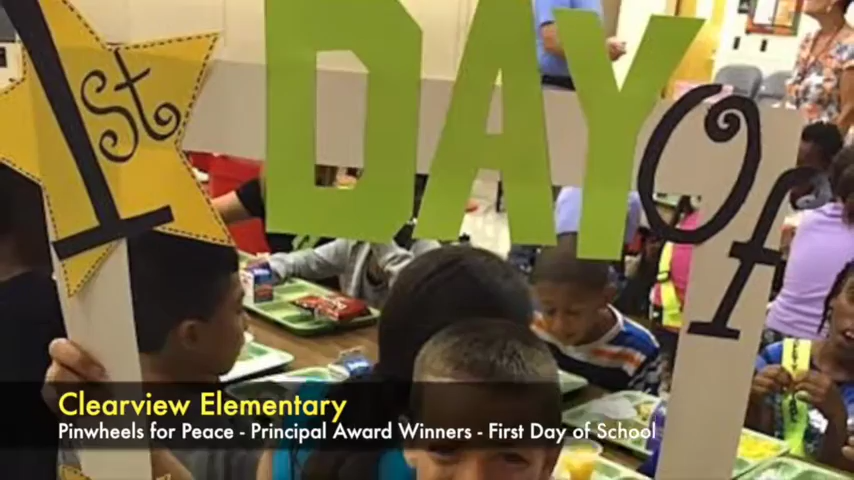 1st DAY Of
Clearview Elementary
Pinwheels for Peace - Principal Award Winners - First Day of School